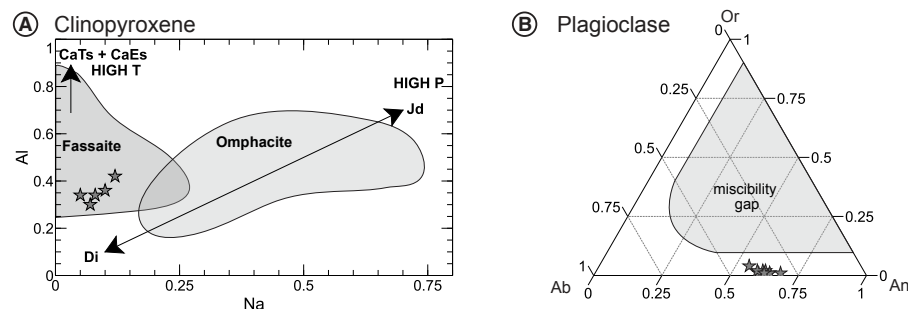 A Clinopyroxene
1
CaTs + CaEs
HIGH T
0.8
HIGH P
Jd
0.6
Fassaite
Omphacite
Al
0.4
0.2
Di
0
0
0.25
0.5
0.75
Na
B Plagioclase
Or
0
1
0.25
0.75
0.5
0.5
miscibility
gap
0.75
0.25
1
0
Ab
An
0
0.25
0.50
0.75
1